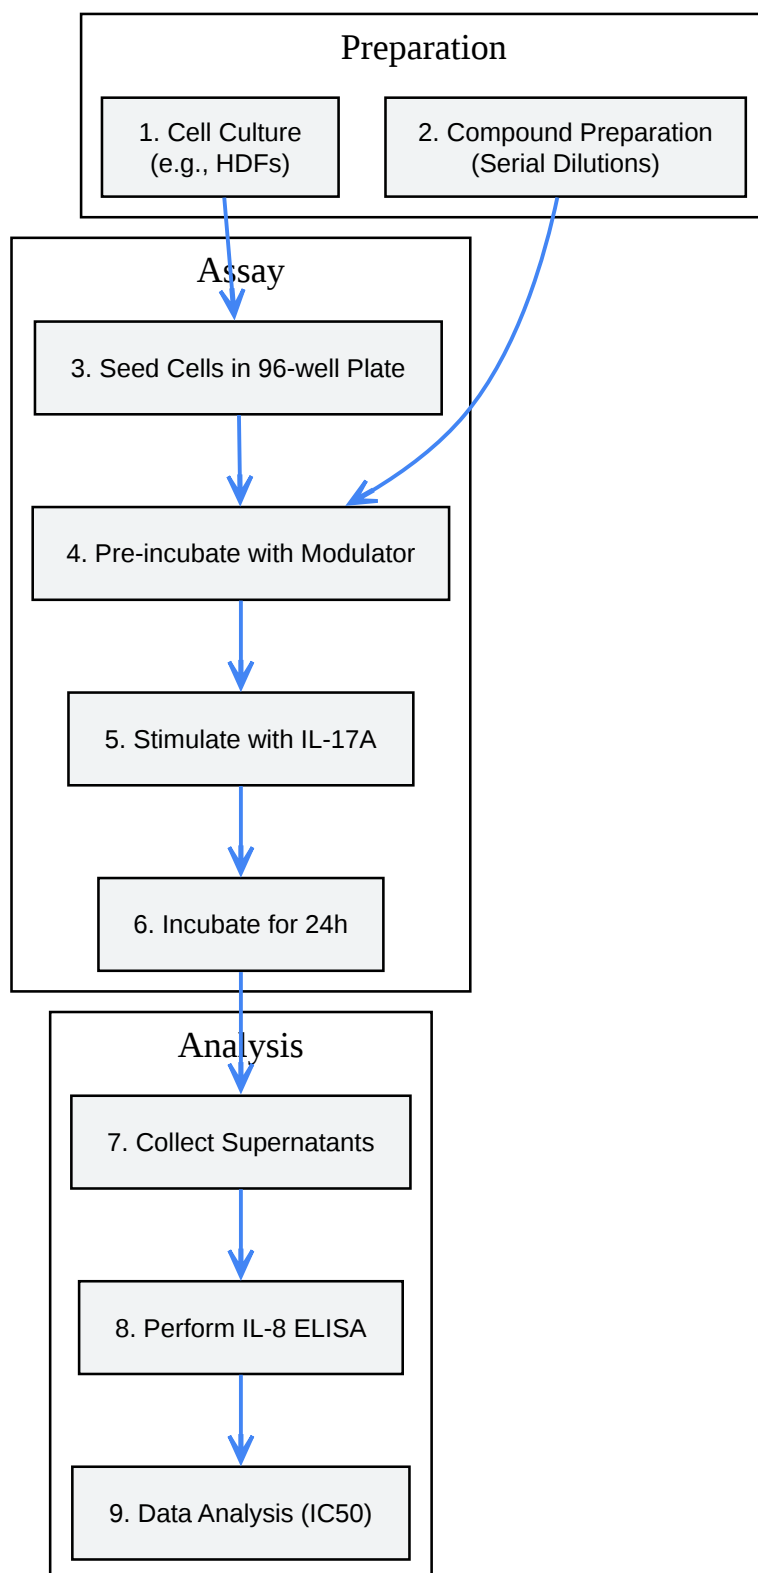 Preparation
1. Cell Culture
(e.g., HDFs)
2. Compound Preparation
(Serial Dilutions)
Assay
3. Seed Cells in 96-well Plate
4. Pre-incubate with Modulator
5. Stimulate with IL-17A
6. Incubate for 24h
Analysis
7. Collect Supernatants
8. Perform IL-8 ELISA
9. Data Analysis (IC50)